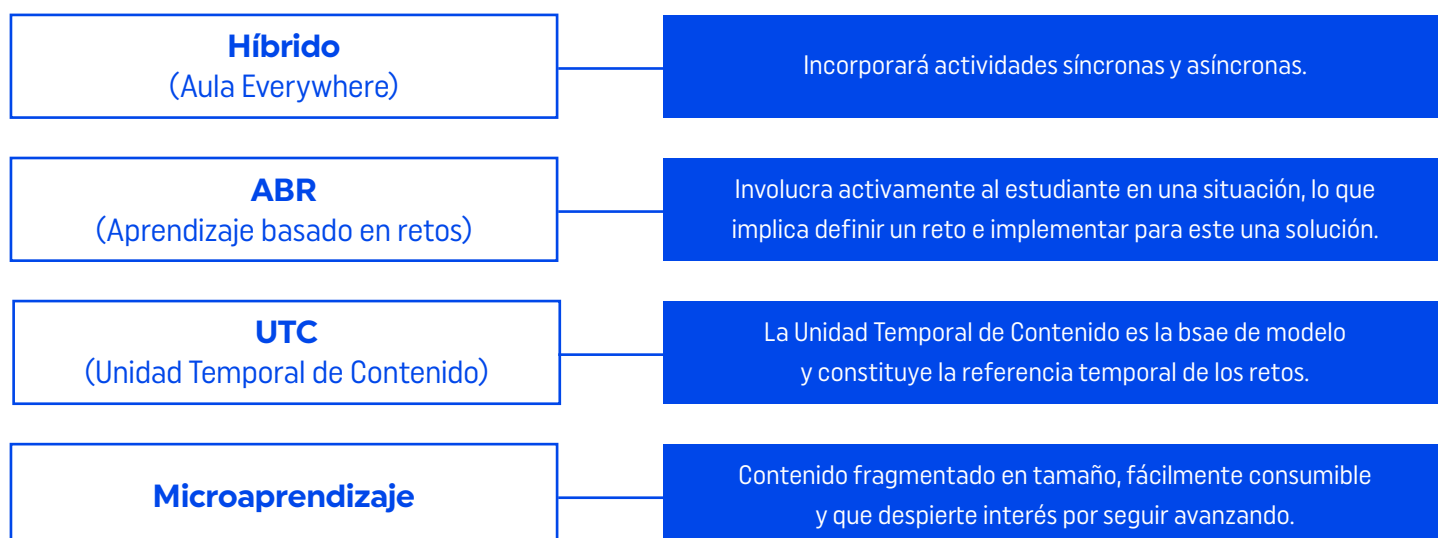 Híbrido
(Aula Everywhere)
Incorporará actividades síncronas y asíncronas.
ABR
(Aprendizaje basado en retos)
Involucra activamente al estudiante en una situación, lo que
implica definir un reto e implementar para este una solución.
UTC
(Unidad Temporal de Contenido)
La Unidad Temporal de Contenido es la bsae de modelo
y constituye la referencia temporal de los retos.
Microaprendizaje
Contenido fragmentado en tamaño, fácilmente consumible
y que despierte interés por seguir avanzando.